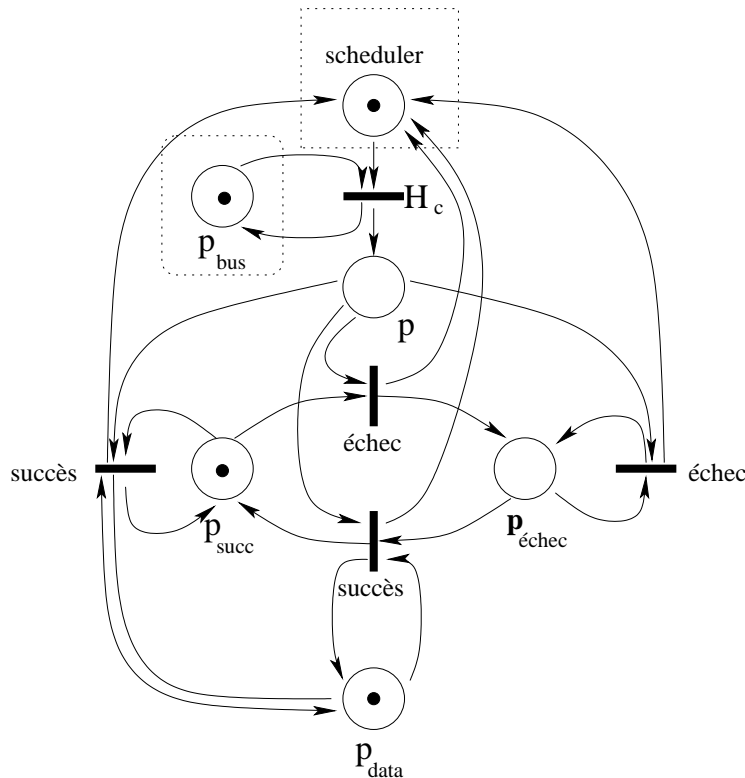 scheduler
H c
p bus
p
échec
succès
échec
p succ
p échec
succès
p data